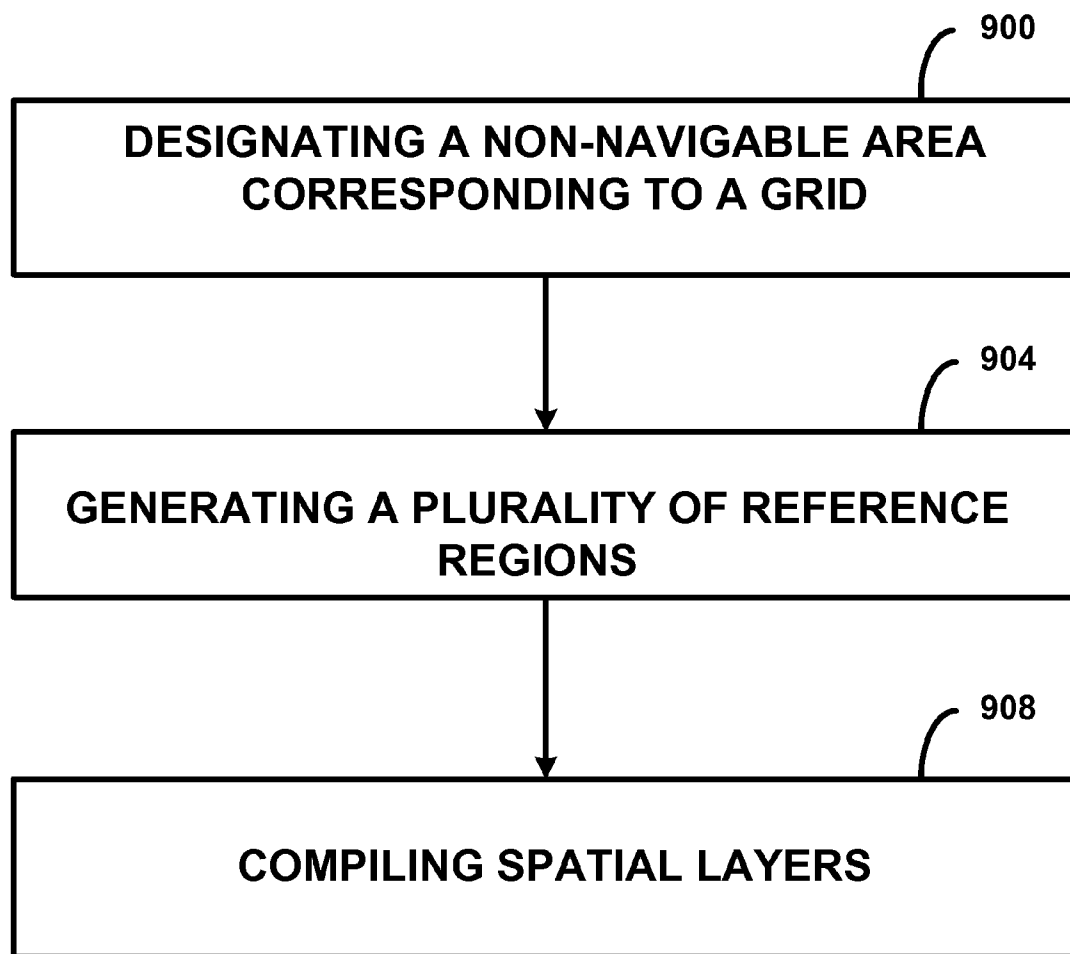 900
DESIGNATING A NON-NAVIGABLE AREA
CORRESPONDING TO A GRID
904
GENERATING A PLURALITY OF REFERENCE
REGIONS
908
COMPILING SPATIAL LAYERS